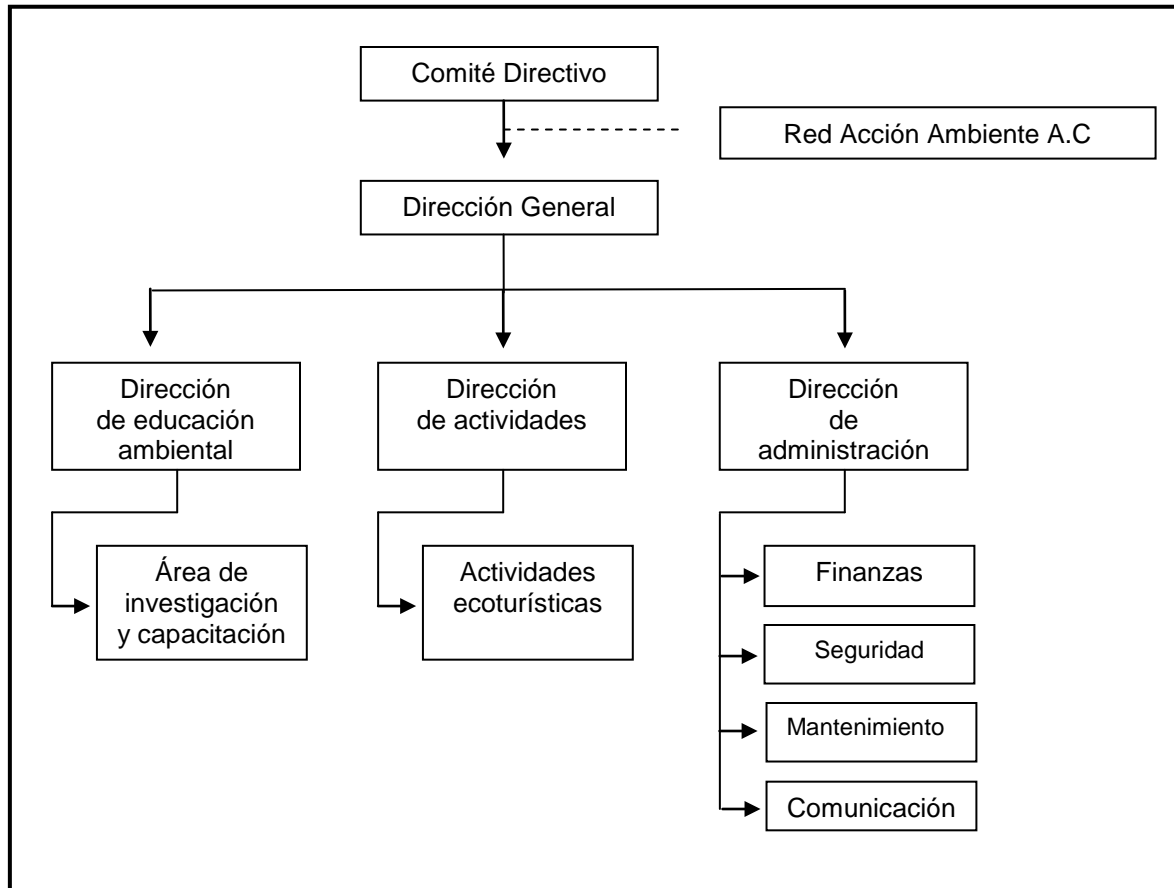 Comité Directivo
Red Acción Ambiente A.C
Dirección General
Dirección
de educación
ambiental
Dirección
de actividades
Dirección
de
administración
Área de
investigación
y capacitación
Actividades
ecoturísticas
Finanzas
Seguridad
Mantenimiento
Comunicación